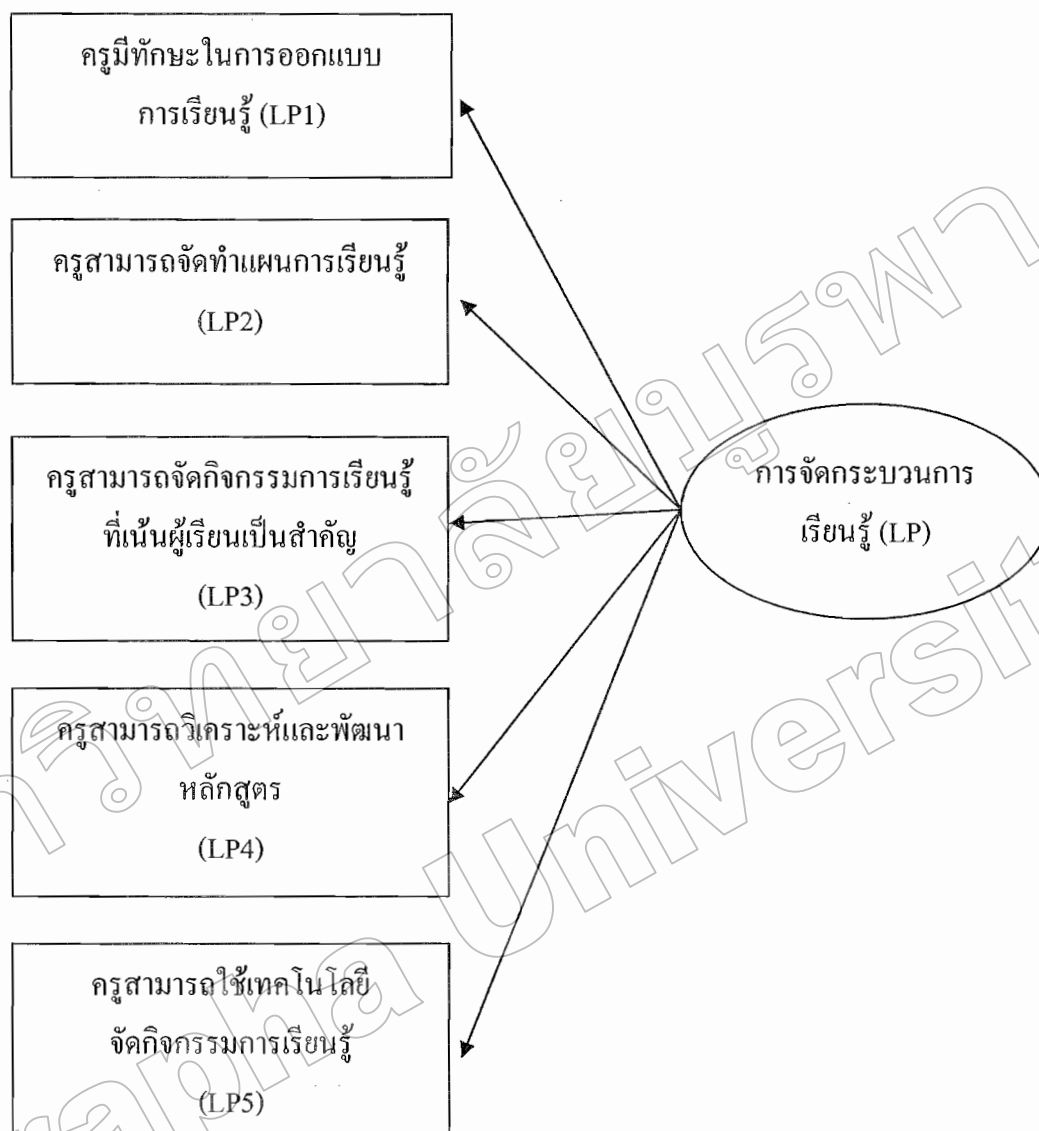 ครูมีทักษะในการออกแบบ
การเรียนรู้ (LP1)
ครูสามารถจัดทำแผนการเรียนรู้
(LP2)
ครูสามารถจัดกิจกรรมการเรียนรู้
ที่เน้นผู้เรียนเป็นสำคัญ
(LP3)
ครูสามารถวิเคราะห์และพัฒนา
หลักสูตร
(LP4)
ครูสามารถใช้เทคโนโลยี
จัดกิจกรรมการเรียนรู้
(LP5)
การจัดกระบวนการ
เรียนรู้ (LP)